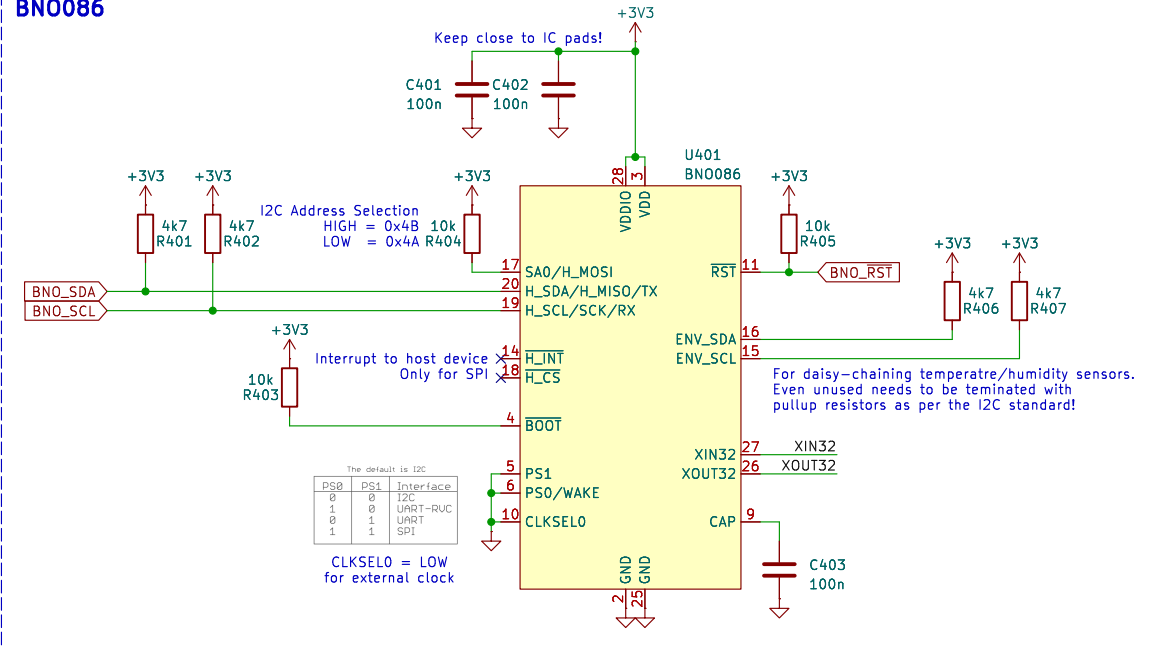 BNO086
+3V3
Keep close to IC pads!
C401
100n
C402
100n
U401
BNO086
+3V3
+3V3
+3V3
+3V3
4k7
R401
4k7
R402
I2C Address Selection
HIGH = 0x4B
LOW = 0x4A
10k
R404
28
3
VDDIO
VDD
10k
R405
+3V3
+3V3
17
SA0/H_MOSI
RST
11
BNO_RST
BNO_SDA
20
H_SDA/H_MISO/TX
BNO_SCL
19
H_SCL/SCK/RX
4k7
R406
4k7
R407
+3V3
ENV_SDA
16
ENV_SCL
15
Interrupt to host device
14
H_INT
Only for SPI
18
H_CS
10k
R403
For daisy-chaining temperatre/humidity sensors.
Even unused needs to be teminated with
pullup resistors as per the I2C standard!
4
BOOT
XIN32
27
XIN32
XOUT32
26
XOUT32
The default is I2C
PS0 PS1 Interface
0 0 I2C
1 0 UART-RVC
0 1 UART
1 1 SPI
5
PS1
6
PS0/WAKE
10
CLKSEL0
CAP
9
CLKSEL0 = LOW
for external clock
C403
100n
GND
GND
2
25